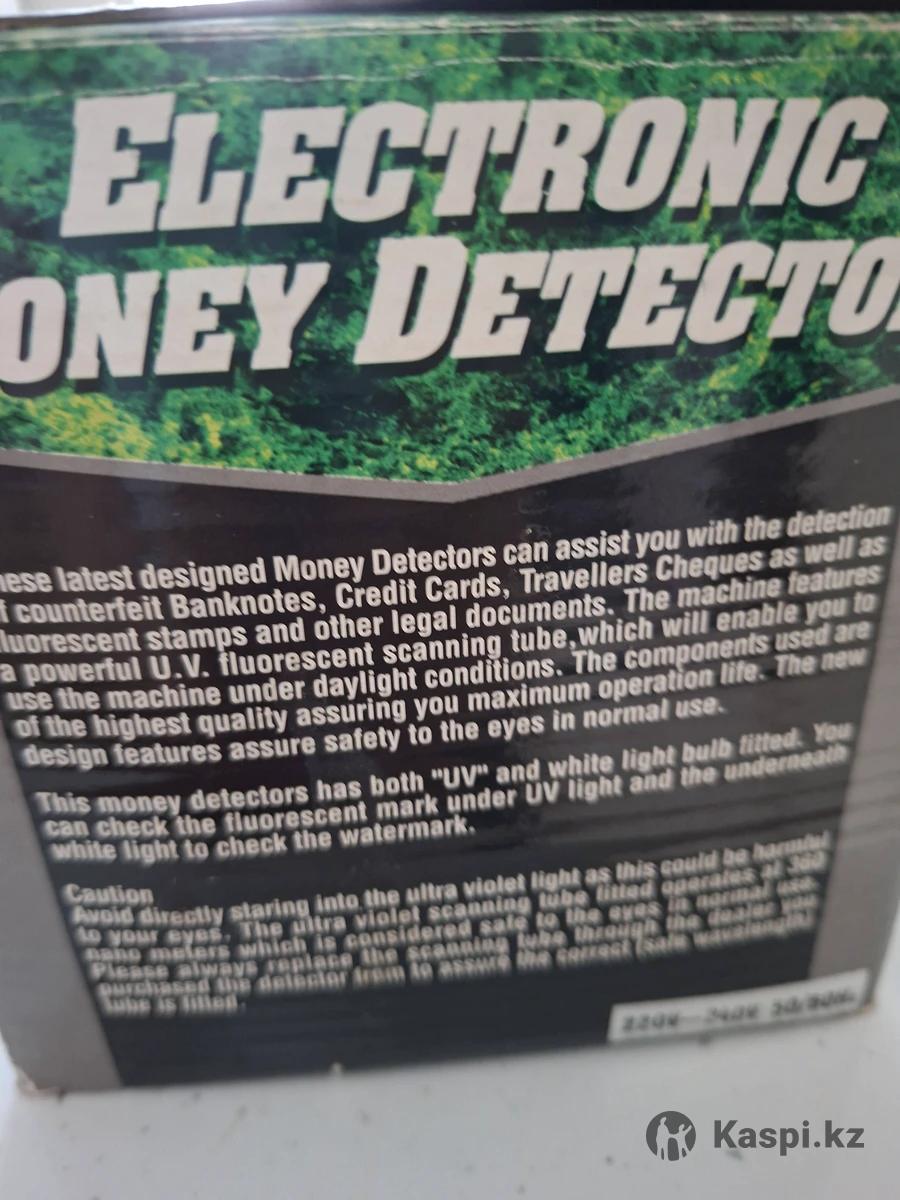 ELECTRONIC
ONEY DETECTO
ese latest designed Money Detectors can assist you with the detection
f counterfeit Banknotes, Credit Cards, Travellers Cheques as well as
luorescent stamps and other legal documents. The machine features
a powerful U.V. fluorescent scanning tube,which will enable you to
use the machine under daylight conditions. The components used are
of the highest quality assuring you maximum operation life. The new
design features assure safety to the eyes in normal use.
This money detectors has both "UV" and white light bulb fitted. You
can check the fluorescent mark under UV light and the underneath
white light to check the watermark.
Caution
Avoid directly staring into the ultra violet light as this could be harmful
to your eyes. The ultra violet scanning tube fitted operates at 360
nano meters which is considered safe to the eyes in normal use.
Please always replace the scanning tube through the dealer you
purchased the detector from to assure the correct (safe wavelength)
tube is fitted.
220V-240V 50/60Hz
Kaspi.kz